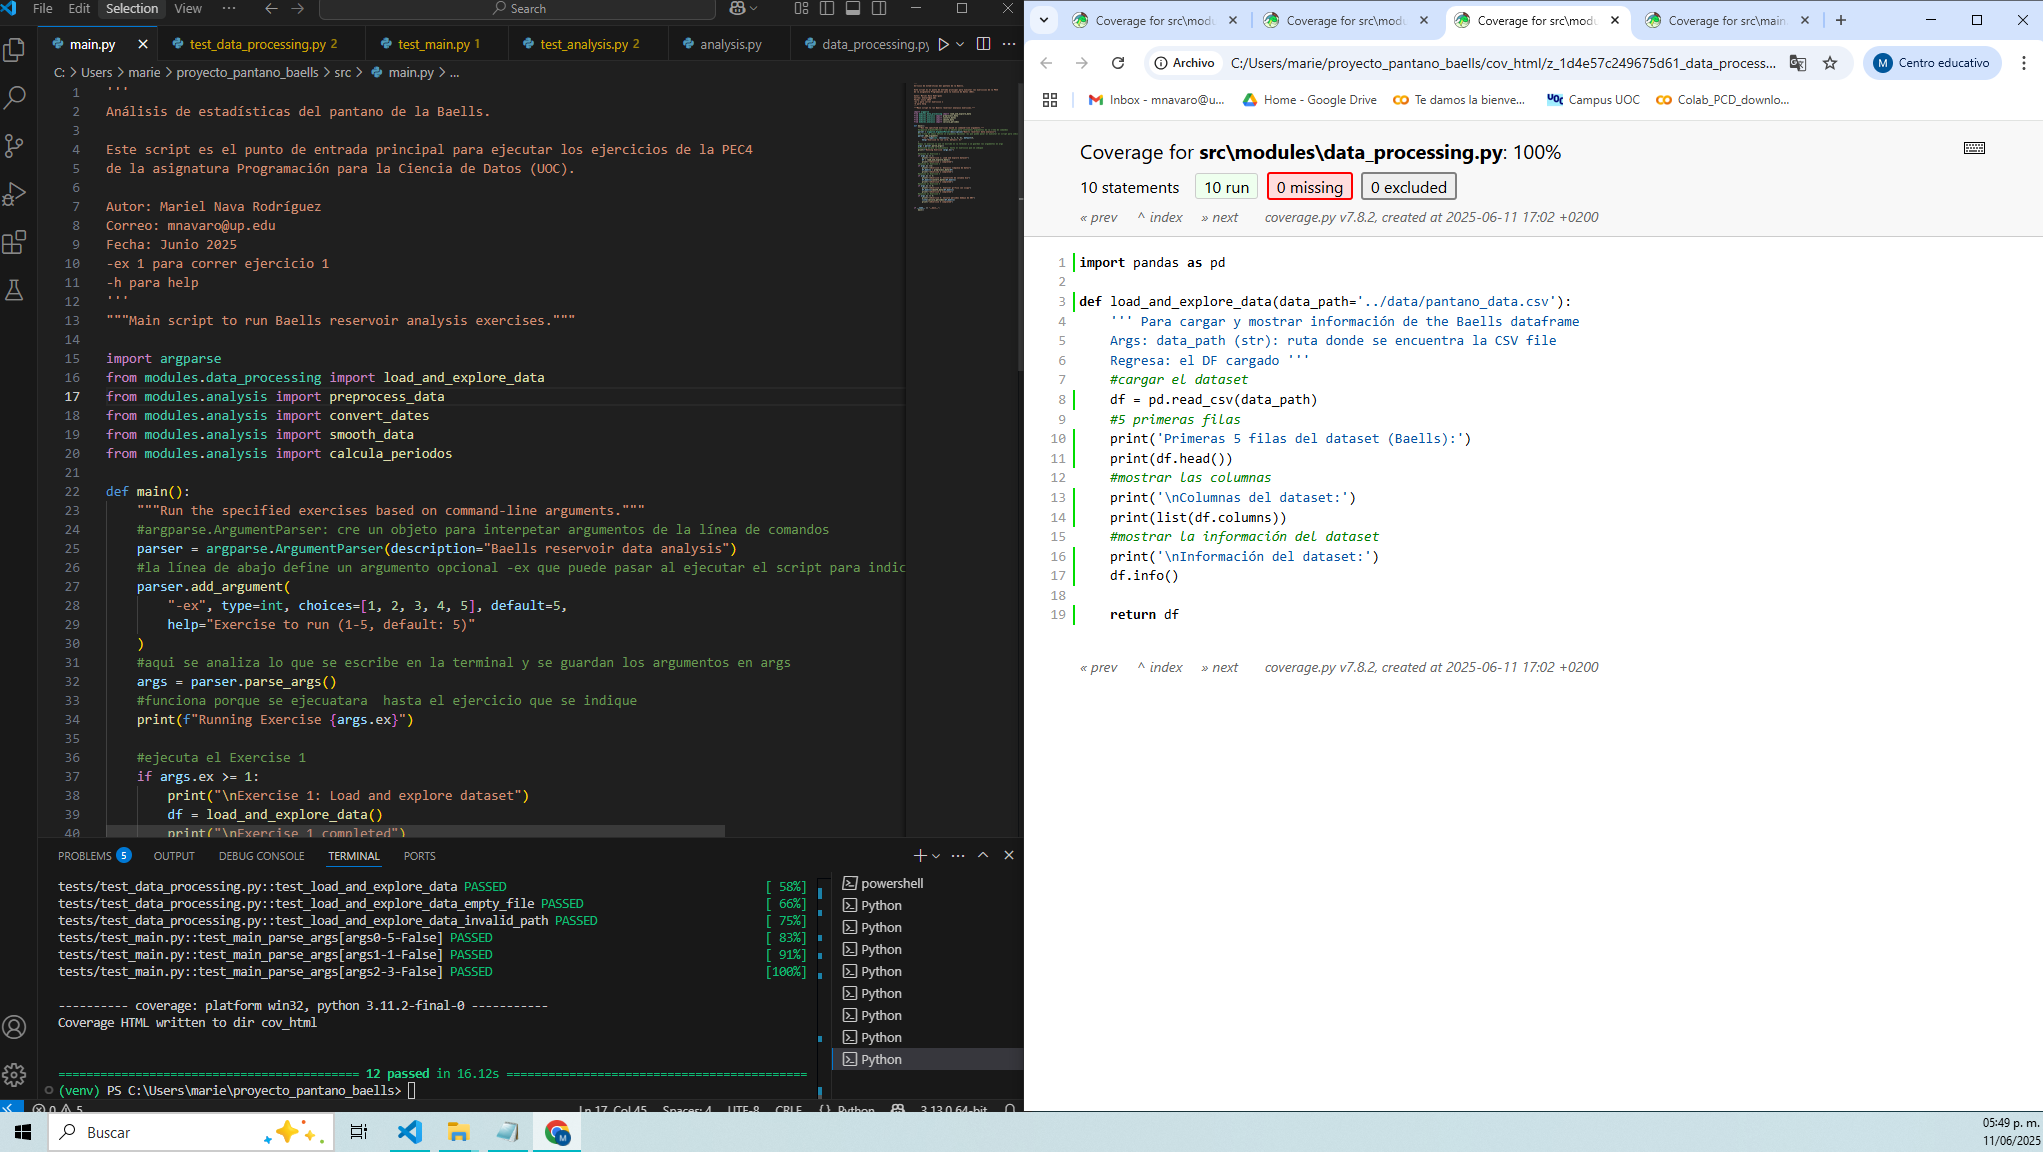 File Edit Selection View ··· Search
main.py
test_data_processing.py 2
test_main.py 1
test_analysis.py 2
analysis.py
data_processing.py
C: > Users > marie > proyecto_pantano_baells > src > main.py > ...
1 '''
2 Análisis de estadísticas del pantano de la Baells.
3
4 Este script es el punto de entrada principal para ejecutar los ejercicios de la PEC4
5 de la asignatura Programación para la Ciencia de Datos (UOC).
6
7 Autor: Mariel Nava Rodríguez
8 Correo: mnavaro@up.edu
9 Fecha: Junio 2025
10 -ex 1 para correr ejercicio 1
11 -h para help
12 '''
13 """Main script to run Baells reservoir analysis exercises."""
14
15 import argparse
16 from modules.data_processing import load_and_explore_data
17 from modules.analysis import preprocess_data
18 from modules.analysis import convert_dates
19 from modules.analysis import smooth_data
20 from modules.analysis import calcula_periodos
21
22 def main():
23 """Run the specified exercises based on command-line arguments."""
24 #argparse.ArgumentParser: cre un objeto para interpetar argumentos de la línea de comandos
25 parser = argparse.ArgumentParser(description="Baells reservoir data analysis")
26 #la línea de abajo define un argumento opcional -ex que puede pasar al ejecutar el script para indic
27 parser.add_argument(
28 "-ex", type=int, choices=[1, 2, 3, 4, 5], default=5,
29 help="Exercise to run (1-5, default: 5)"
30 )
31 #aqui se analiza lo que se escribe en la terminal y se guardan los argumentos en args
32 args = parser.parse_args()
33 #funciona porque se ejecuatara  hasta el ejercicio que se indique
34 print(f"Running Exercise {args.ex}")
35
36 #ejecuta el Exercise 1
37 if args.ex >= 1:
38 print("\nExercise 1: Load and explore dataset")
39 df = load_and_explore_data()
40 print("\nExercise 1 completed")
PROBLEMS 5 OUTPUT DEBUG CONSOLE TERMINAL PORTS
tests/test_data_processing.py::test_load_and_explore_data PASSED [ 58%]
tests/test_data_processing.py::test_load_and_explore_data_empty_file PASSED [ 66%]
tests/test_data_processing.py::test_load_and_explore_data_invalid_path PASSED [ 75%]
tests/test_main.py::test_main_parse_args[args0-5-False] PASSED [ 83%]
tests/test_main.py::test_main_parse_args[args1-1-False] PASSED [ 91%]
tests/test_main.py::test_main_parse_args[args2-3-False] PASSED [100%]
---------- coverage: platform win32, python 3.11.2-final-0 -----------
Coverage HTML written to dir cov_html
========================================= 12 passed in 16.12s =========================================
(venv) PS C:\Users\marie\proyecto_pantano_baells>
powershell
Python
Python
Python
Python
Python
Python
Python
Python
0 5 Ln 17, Col 45 Spaces: 4 UTF-8 CRLF {} Python 3.13.0 64-bit
Coverage for src\modu
Coverage for src\modu
Coverage for src\modu
Coverage for src\main.
Archivo C:/Users/marie/proyecto_pantano_baells/cov_html/z_1d4e57c249675d61_data_process...
M Centro educativo
Inbox - mnavaro@u...
Home - Google Drive
Te damos la bienve...
UOC Campus UOC
Colab_PCD_downlo...
Coverage for src\modules\data_processing.py: 100%
10 statements 10 run 0 missing 0 excluded
« prev ^ index » next coverage.py v7.8.2, created at 2025-06-11 17:02 +0200
1 import pandas as pd
2
3 def load_and_explore_data(data_path='../data/pantano_data.csv'):
4 ''' Para cargar y mostrar información de the Baells dataframe
5 Args: data_path (str): ruta donde se encuentra la CSV file
6 Regresa: el DF cargado '''
7 #cargar el dataset
8 df = pd.read_csv(data_path)
9 #5 primeras filas
10 print('Primeras 5 filas del dataset (Baells):')
11 print(df.head())
12 #mostrar las columnas
13 print('\nColumnas del dataset:')
14 print(list(df.columns))
15 #mostrar la información del dataset
16 print('\nInformación del dataset:')
17 df.info()
18
19 return df
« prev ^ index » next coverage.py v7.8.2, created at 2025-06-11 17:02 +0200
Buscar
M
05:49 p. m.
11/06/2025